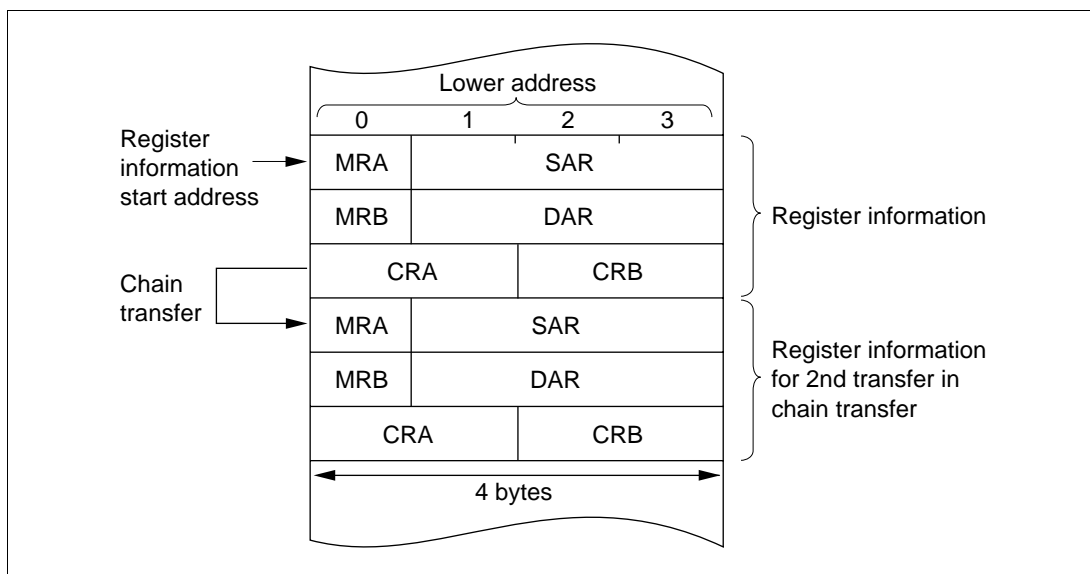 Lower address
0 1 2 3
Register
information
start address
MRA SAR
MRB DAR
Register information
CRA CRB
Chain
transfer
MRA SAR
MRB DAR
Register information
for 2nd transfer in
chain transfer
CRA CRB
4 bytes